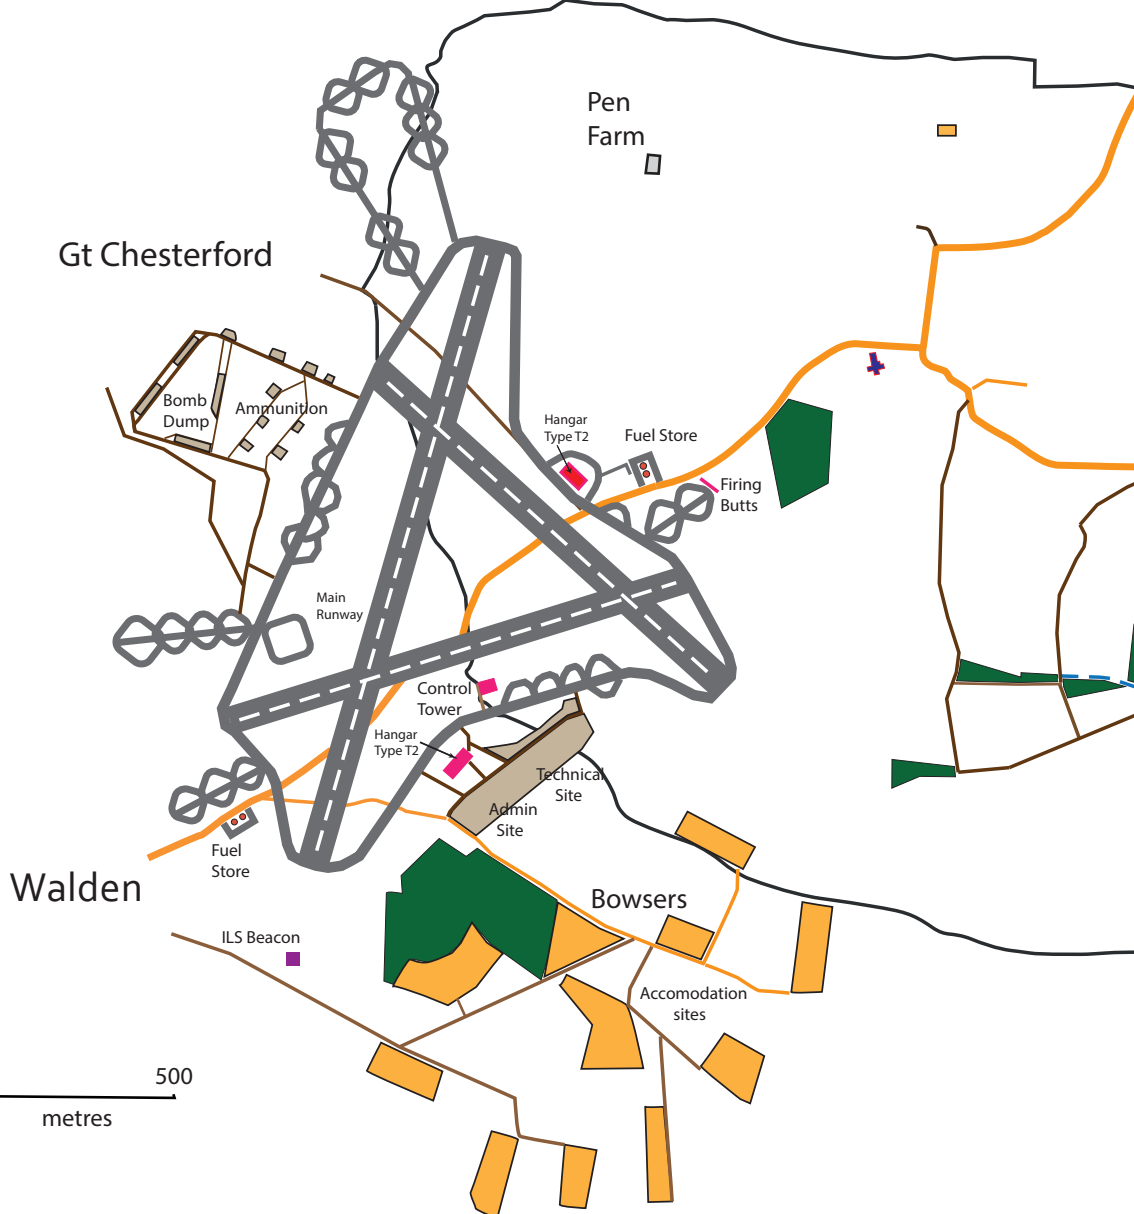 Pen
Farm
Gt Chesterford
Bomb
Dump
Ammunition
Hangar
Type T2
Fuel Store
Firing
Butts
Main
Runway
Control
Tower
Hangar
Type T2
Technical
Site
Admin
Site
Fuel
Store
Walden
Bowsers
ILS Beacon
Accomodation
sites
500
metres